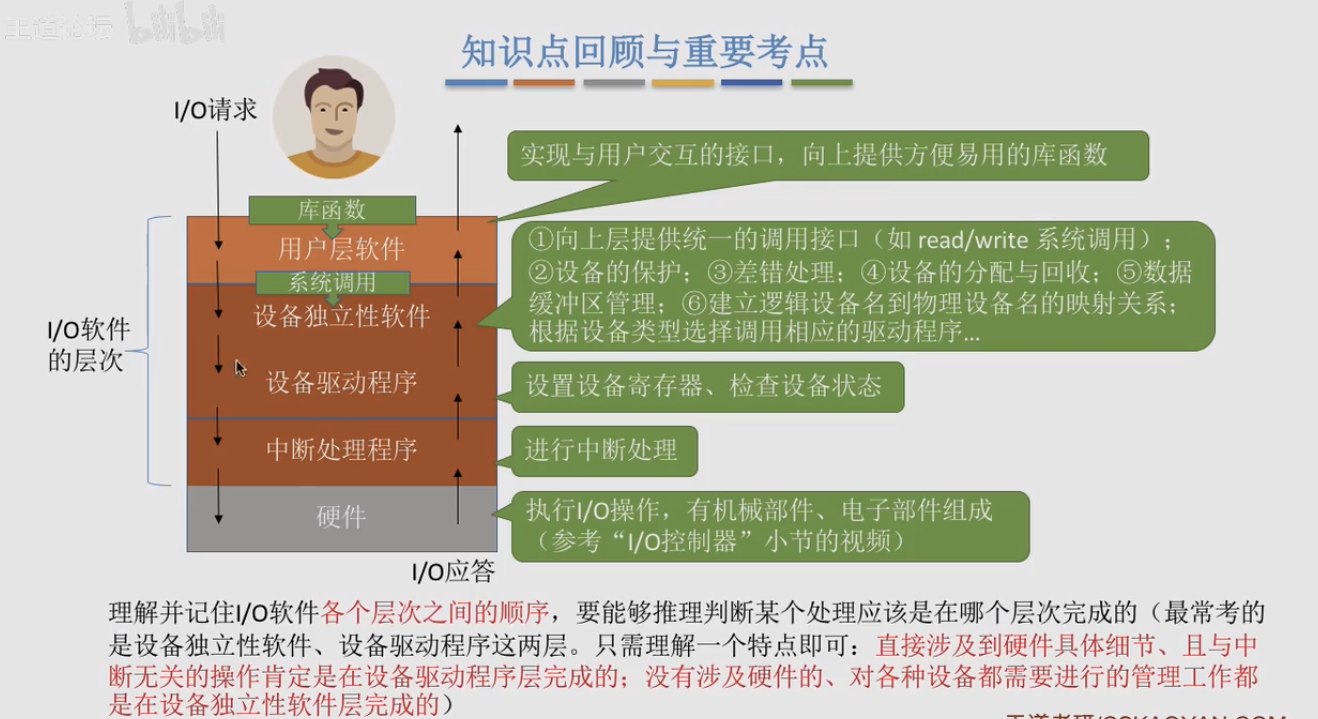 王道论坛 bilibili
知识点回顾与重要考点
I/O请求
实现与用户交互的接口，向上提供方便易用的库函数
库函数
用户层软件
系统调用
设备独立性软件
①向上层提供统一的调用接口（如 read/write 系统调用）；
②设备的保护；③差错处理；④设备的分配与回收；⑤数据
缓冲区管理；⑥建立逻辑设备名到物理设备名的映射关系；
根据设备类型选择调用相应的驱动程序...
I/O软件
的层次
设备驱动程序
设置设备寄存器、检查设备状态
中断处理程序
进行中断处理
硬件
执行I/O操作，有机械部件、电子部件组成
（参考“I/O控制器”小节的视频）
I/O应答
理解并记住I/O软件各个层次之间的顺序，要能够推理判断某个处理应该是在哪个层次完成的（最常考的
是设备独立性软件、设备驱动程序这两层。只需理解一个特点即可：直接涉及到硬件具体细节、且与中
断无关的操作肯定是在设备驱动程序层完成的；没有涉及硬件的、对各种设备都需要进行的管理工作都
是在设备独立性软件层完成的）
王道考研/CSKAOYAN.COM